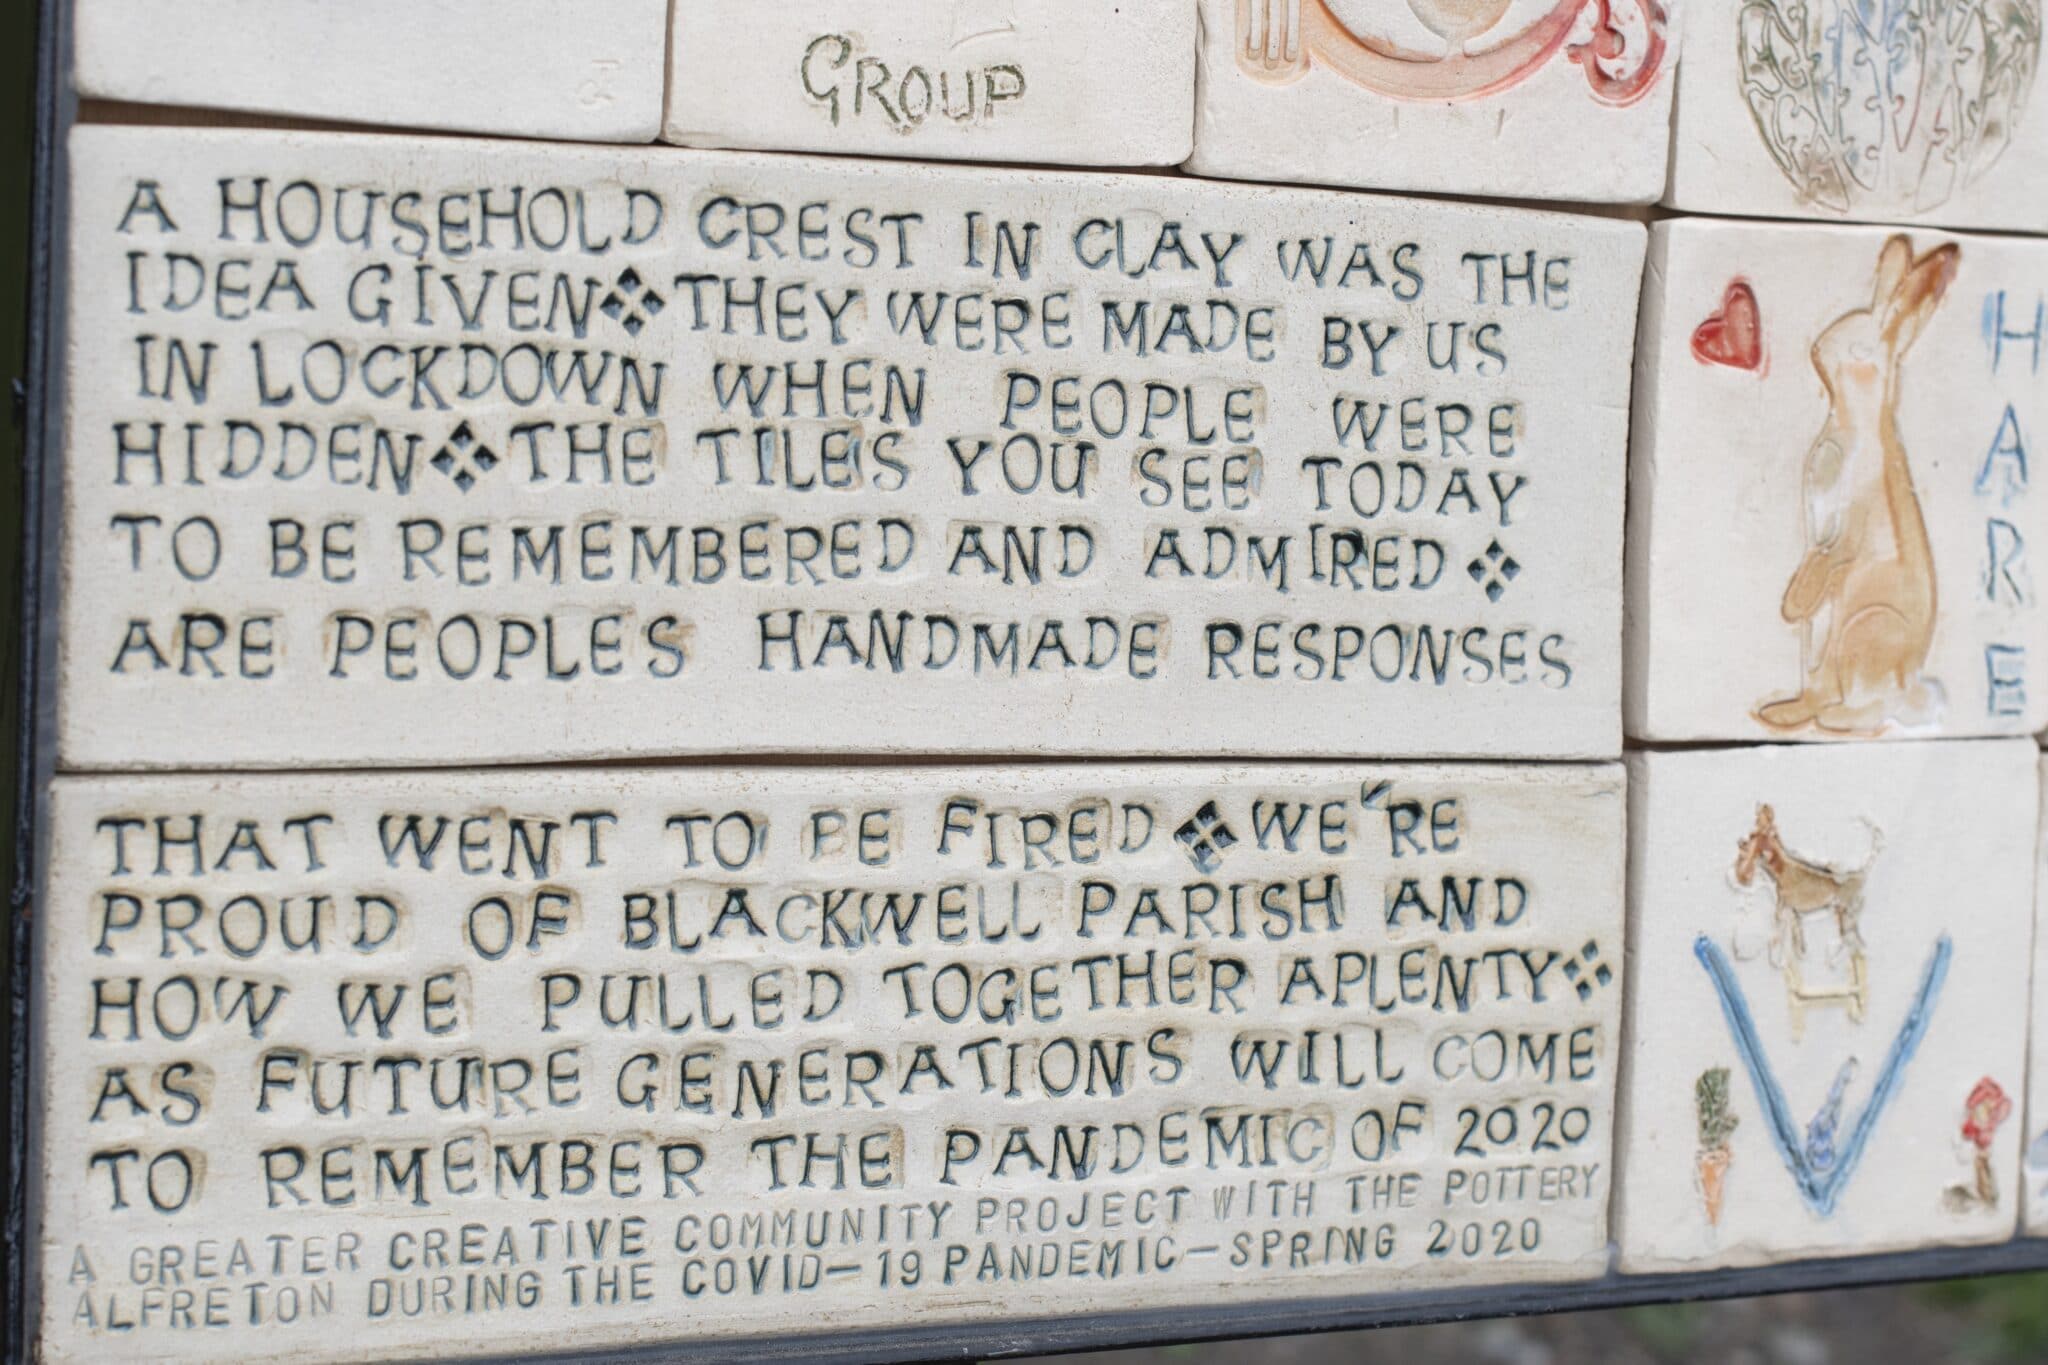 GROUP
A HOUSEHOLD CREST IN CLAY WAS THE
IDEA GIVEN❖THEY WERE MADE BY US
IN LOCKDOWN WHEN PEOPLE WERE
HIDDEN❖THE TILES YOU SEE TODAY
TO BE REMEMBERED AND ADMIRED❖
ARE PEOPLES HANDMADE RESPONSES
THAT WENT TO BE FIRED❖WE'RE
PROUD OF BLACKWELL PARISH AND
HOW WE PULLED TOGETHER APLENTY❖
AS FUTURE GENERATIONS WILL COME
TO REMEMBER THE PANDEMIC OF 2020
A GREATER CREATIVE COMMUNITY PROJECT WITH THE POTTERY
ALFRETON DURING THE COVID-19 PANDEMIC-SPRING 2020
HARE
V